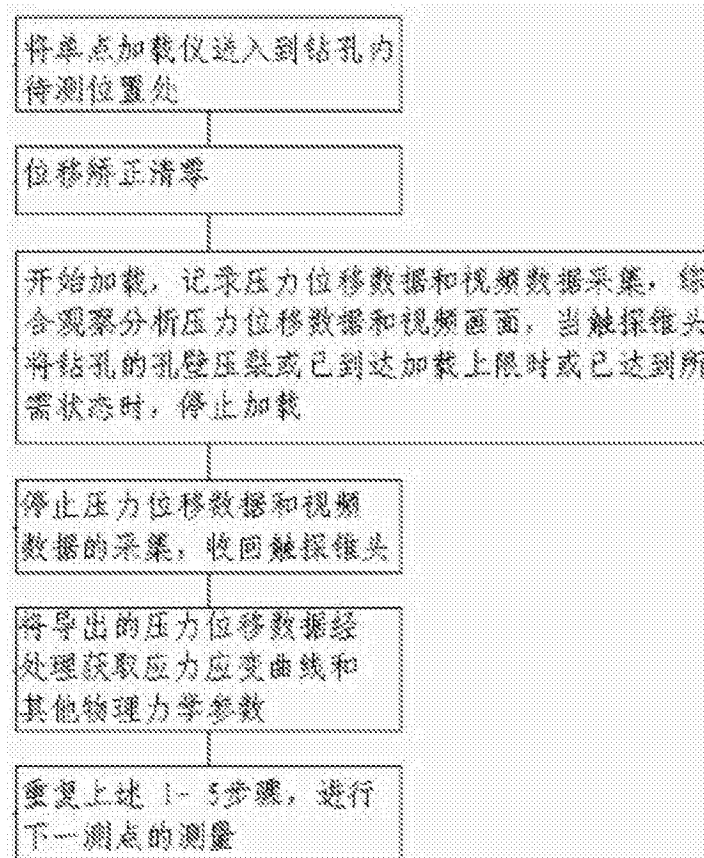 将单点加载仪送入到钻孔内
待测位置处
位移矫正清零
开始加载，记录压力位移数据和视频数据采集，综
合观察分析压力位移数据和视频画面，当触探锥头
将钻孔的孔壁压裂或已到达加载上限时或已达到所
需状态时，停止加载
停止压力位移数据和视频
数据的采集，收回触探锥头
将导出的压力位移数据经
处理获取应力应变曲线和
其他物理力学参数
重复上述 1-5步骤，进行
下一测点的测量